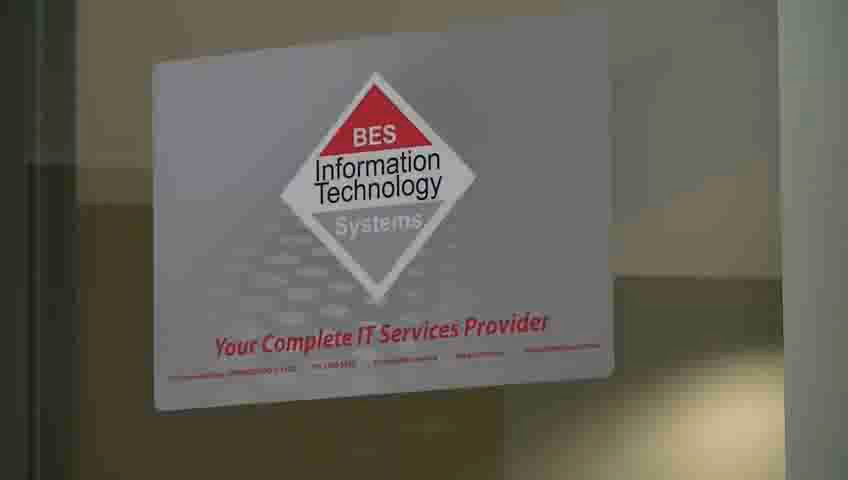 BES
Information
Technology
Systems
Your Complete IT Services Provider